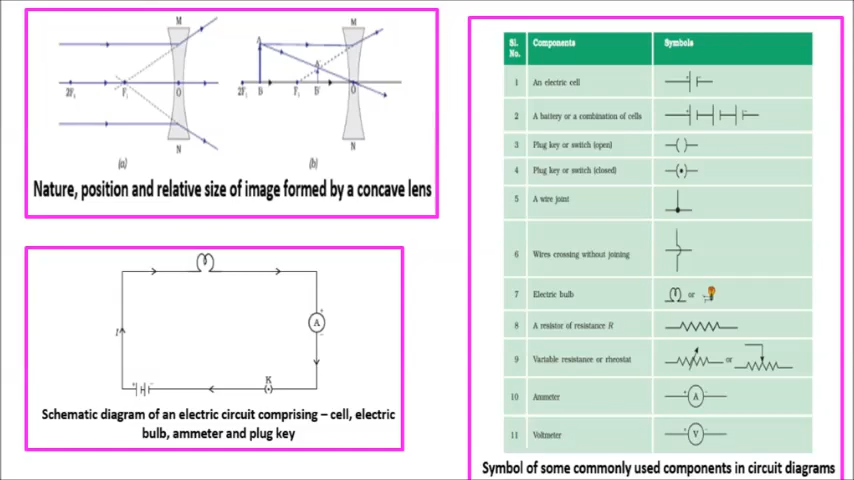 M
M
A
A'
2F₁
F₁
O
2F₁
B
F₁
B'
O
N
N
(a)
(b)
Nature, position and relative size of image formed by a concave lens
+
A
−
I
+
−
K
Schematic diagram of an electric circuit comprising – cell, electric
bulb, ammeter and plug key
Sl. No.
Components
Symbols
1
An electric cell
+ −
2
A battery or a combination of cells
+ −
3
Plug key or switch (open)
4
Plug key or switch (closed)
5
A wire joint
6
Wires crossing without joining
7
Electric bulb
or
8
A resistor of resistance R
9
Variable resistance or rheostat
or
10
Ammeter
+ A −
11
Voltmeter
+ V −
Symbol of some commonly used components in circuit diagrams